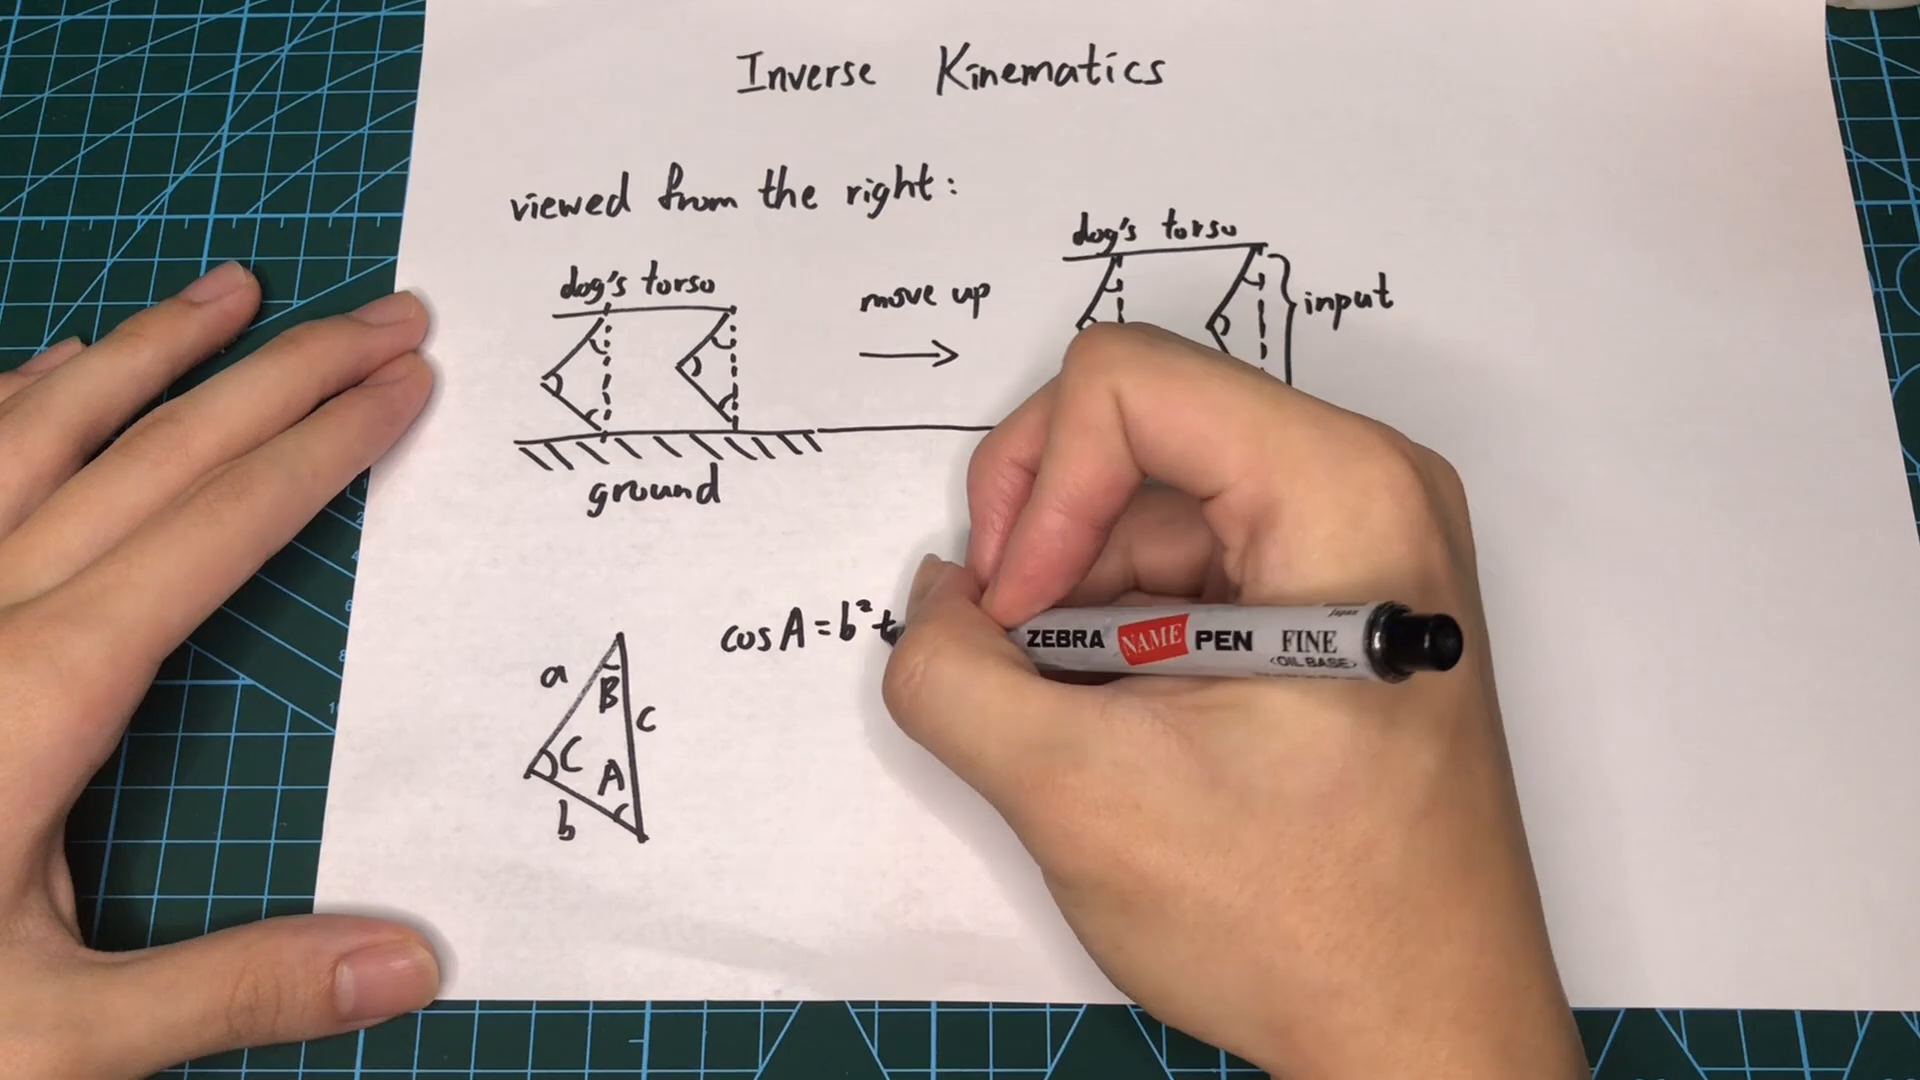 Inverse Kinematics
viewed from the right:
dog's torso
dog's torso
move up
input
ground
cos A = b² +
a
B
c
C
A
b
ZEBRA NAME PEN FINE
<OIL BASE>
Japan